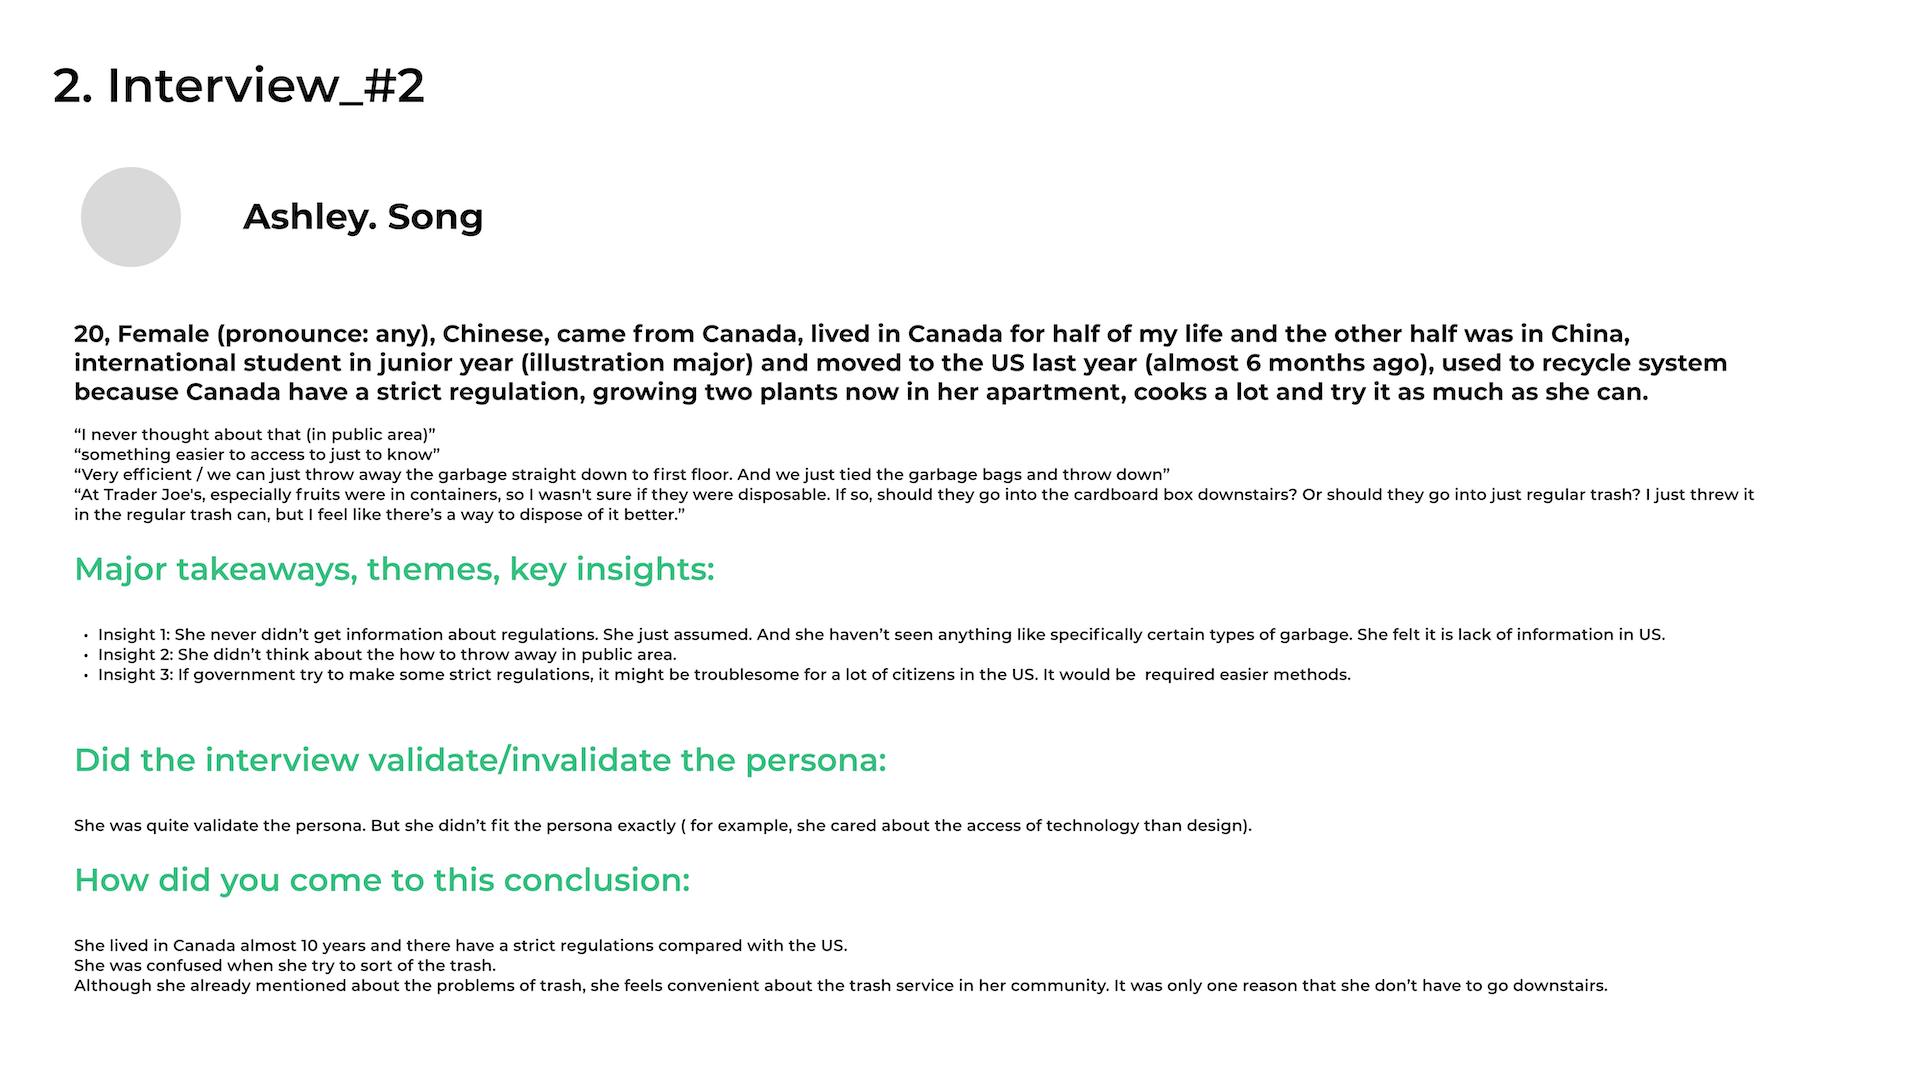 2. Interview_#2
Ashley. Song
20, Female (pronounce: any), Chinese, came from Canada, lived in Canada for half of my life and the other half was in China,
international student in junior year (illustration major) and moved to the US last year (almost 6 months ago), used to recycle system
because Canada have a strict regulation, growing two plants now in her apartment, cooks a lot and try it as much as she can.
“I never thought about that (in public area)”
“something easier to access to just to know”
“Very efficient / we can just throw away the garbage straight down to first floor. And we just tied the garbage bags and throw down”
“At Trader Joe's, especially fruits were in containers, so I wasn't sure if they were disposable. If so, should they go into the cardboard box downstairs? Or should they go into just regular trash? I just threw it
in the regular trash can, but I feel like there’s a way to dispose of it better.”
Major takeaways, themes, key insights:
• Insight 1: She never didn’t get information about regulations. She just assumed. And she haven’t seen anything like specifically certain types of garbage. She felt it is lack of information in US.
• Insight 2: She didn’t think about the how to throw away in public area.
• Insight 3: If government try to make some strict regulations, it might be troublesome for a lot of citizens in the US. It would be  required easier methods.
Did the interview validate/invalidate the persona:
She was quite validate the persona. But she didn’t fit the persona exactly ( for example, she cared about the access of technology than design).
How did you come to this conclusion:
She lived in Canada almost 10 years and there have a strict regulations compared with the US.
She was confused when she try to sort of the trash.
Although she already mentioned about the problems of trash, she feels convenient about the trash service in her community. It was only one reason that she don’t have to go downstairs.